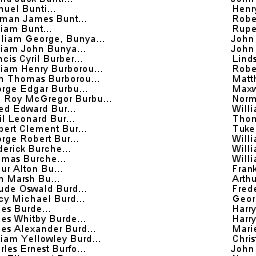 nuel Bunti... Henry
man James Bunt... Robe
iam Bunt... Rupe
liam George, Bunya... John
iam John Bunya... John
ncis Cyril Burber... Linds
iam Henry Burborou... Robe
n Thomas Burborou... Matth
rge Edgar Burbu... Maxw
Roy McGregor Burbu... Norm
ed Edward Bur... Willia
il Leonard Bur... Thom
bert Clement Bur... Tuke
rge Robert Bur... Willia
derick Burche... Willia
mas Burche... Willia
ur Alton Bu... Frank
n Marsh Bu... Arthu
ude Oswald Burd... Frede
cy Michael Burd... Geor
es Burde... Harry
es Whitby Burde... Harry
es Alexander Burd... Marie
iam Yellowley Burd... Christ
rles Ernest Burfo... John